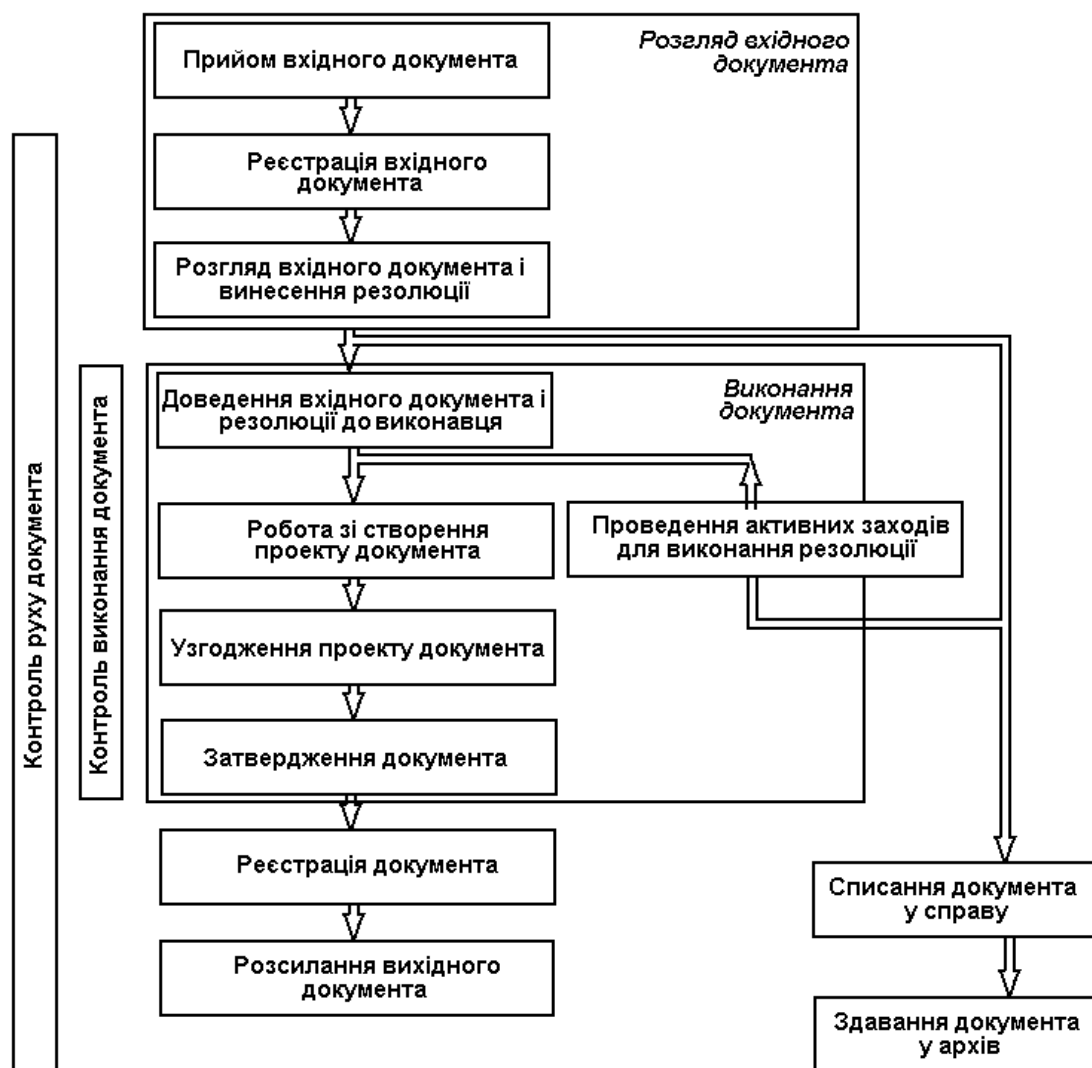 Прийом вхідного документа
Розгляд вхідного
документа
Реєстрація вхідного
документа
Розгляд вхідного документа і
винесення резолюції
Доведення вхідного документа і
резолюції до виконавця
Виконання
документа
Робота зі створення
проекту документа
Проведення активних заходів
для виконання резолюції
Узгодження проекту документа
Затвердження документа
Контроль руху документа
Контроль виконання документа
Реєстрація документа
Розсилання вихідного
документа
Списання документа
у справу
Здавання документа
у архів